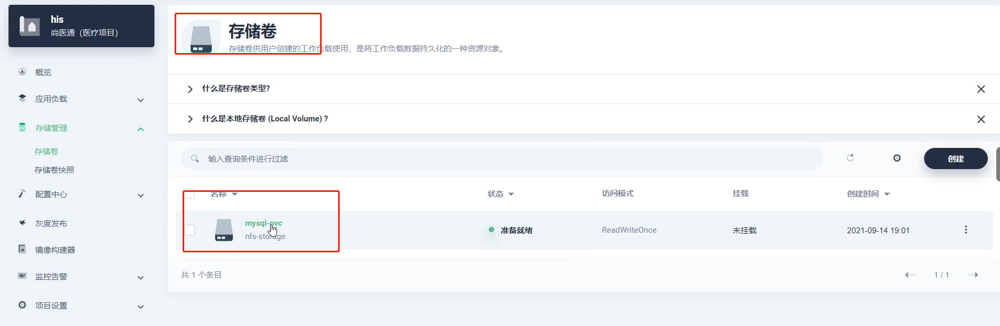 his
尚医通（医疗项目）
概览
应用负载
存储管理
存储卷
存储卷快照
配置中心
灰度发布
镜像构建器
监控告警
项目设置
存储卷
存储卷供用户创建的工作负载使用，是将工作负载数据持久化的一种资源对象。
什么是存储卷类型?
什么是本地存储卷 (Local Volume) ?
输入查询条件进行过滤
创建
名称 状态 访问模式 挂载 创建时间
mysql-pvc
nfs-storage
准备就绪 ReadWriteOnce 未挂载 2021-09-14 19:01
共 1 个条目
1 / 1